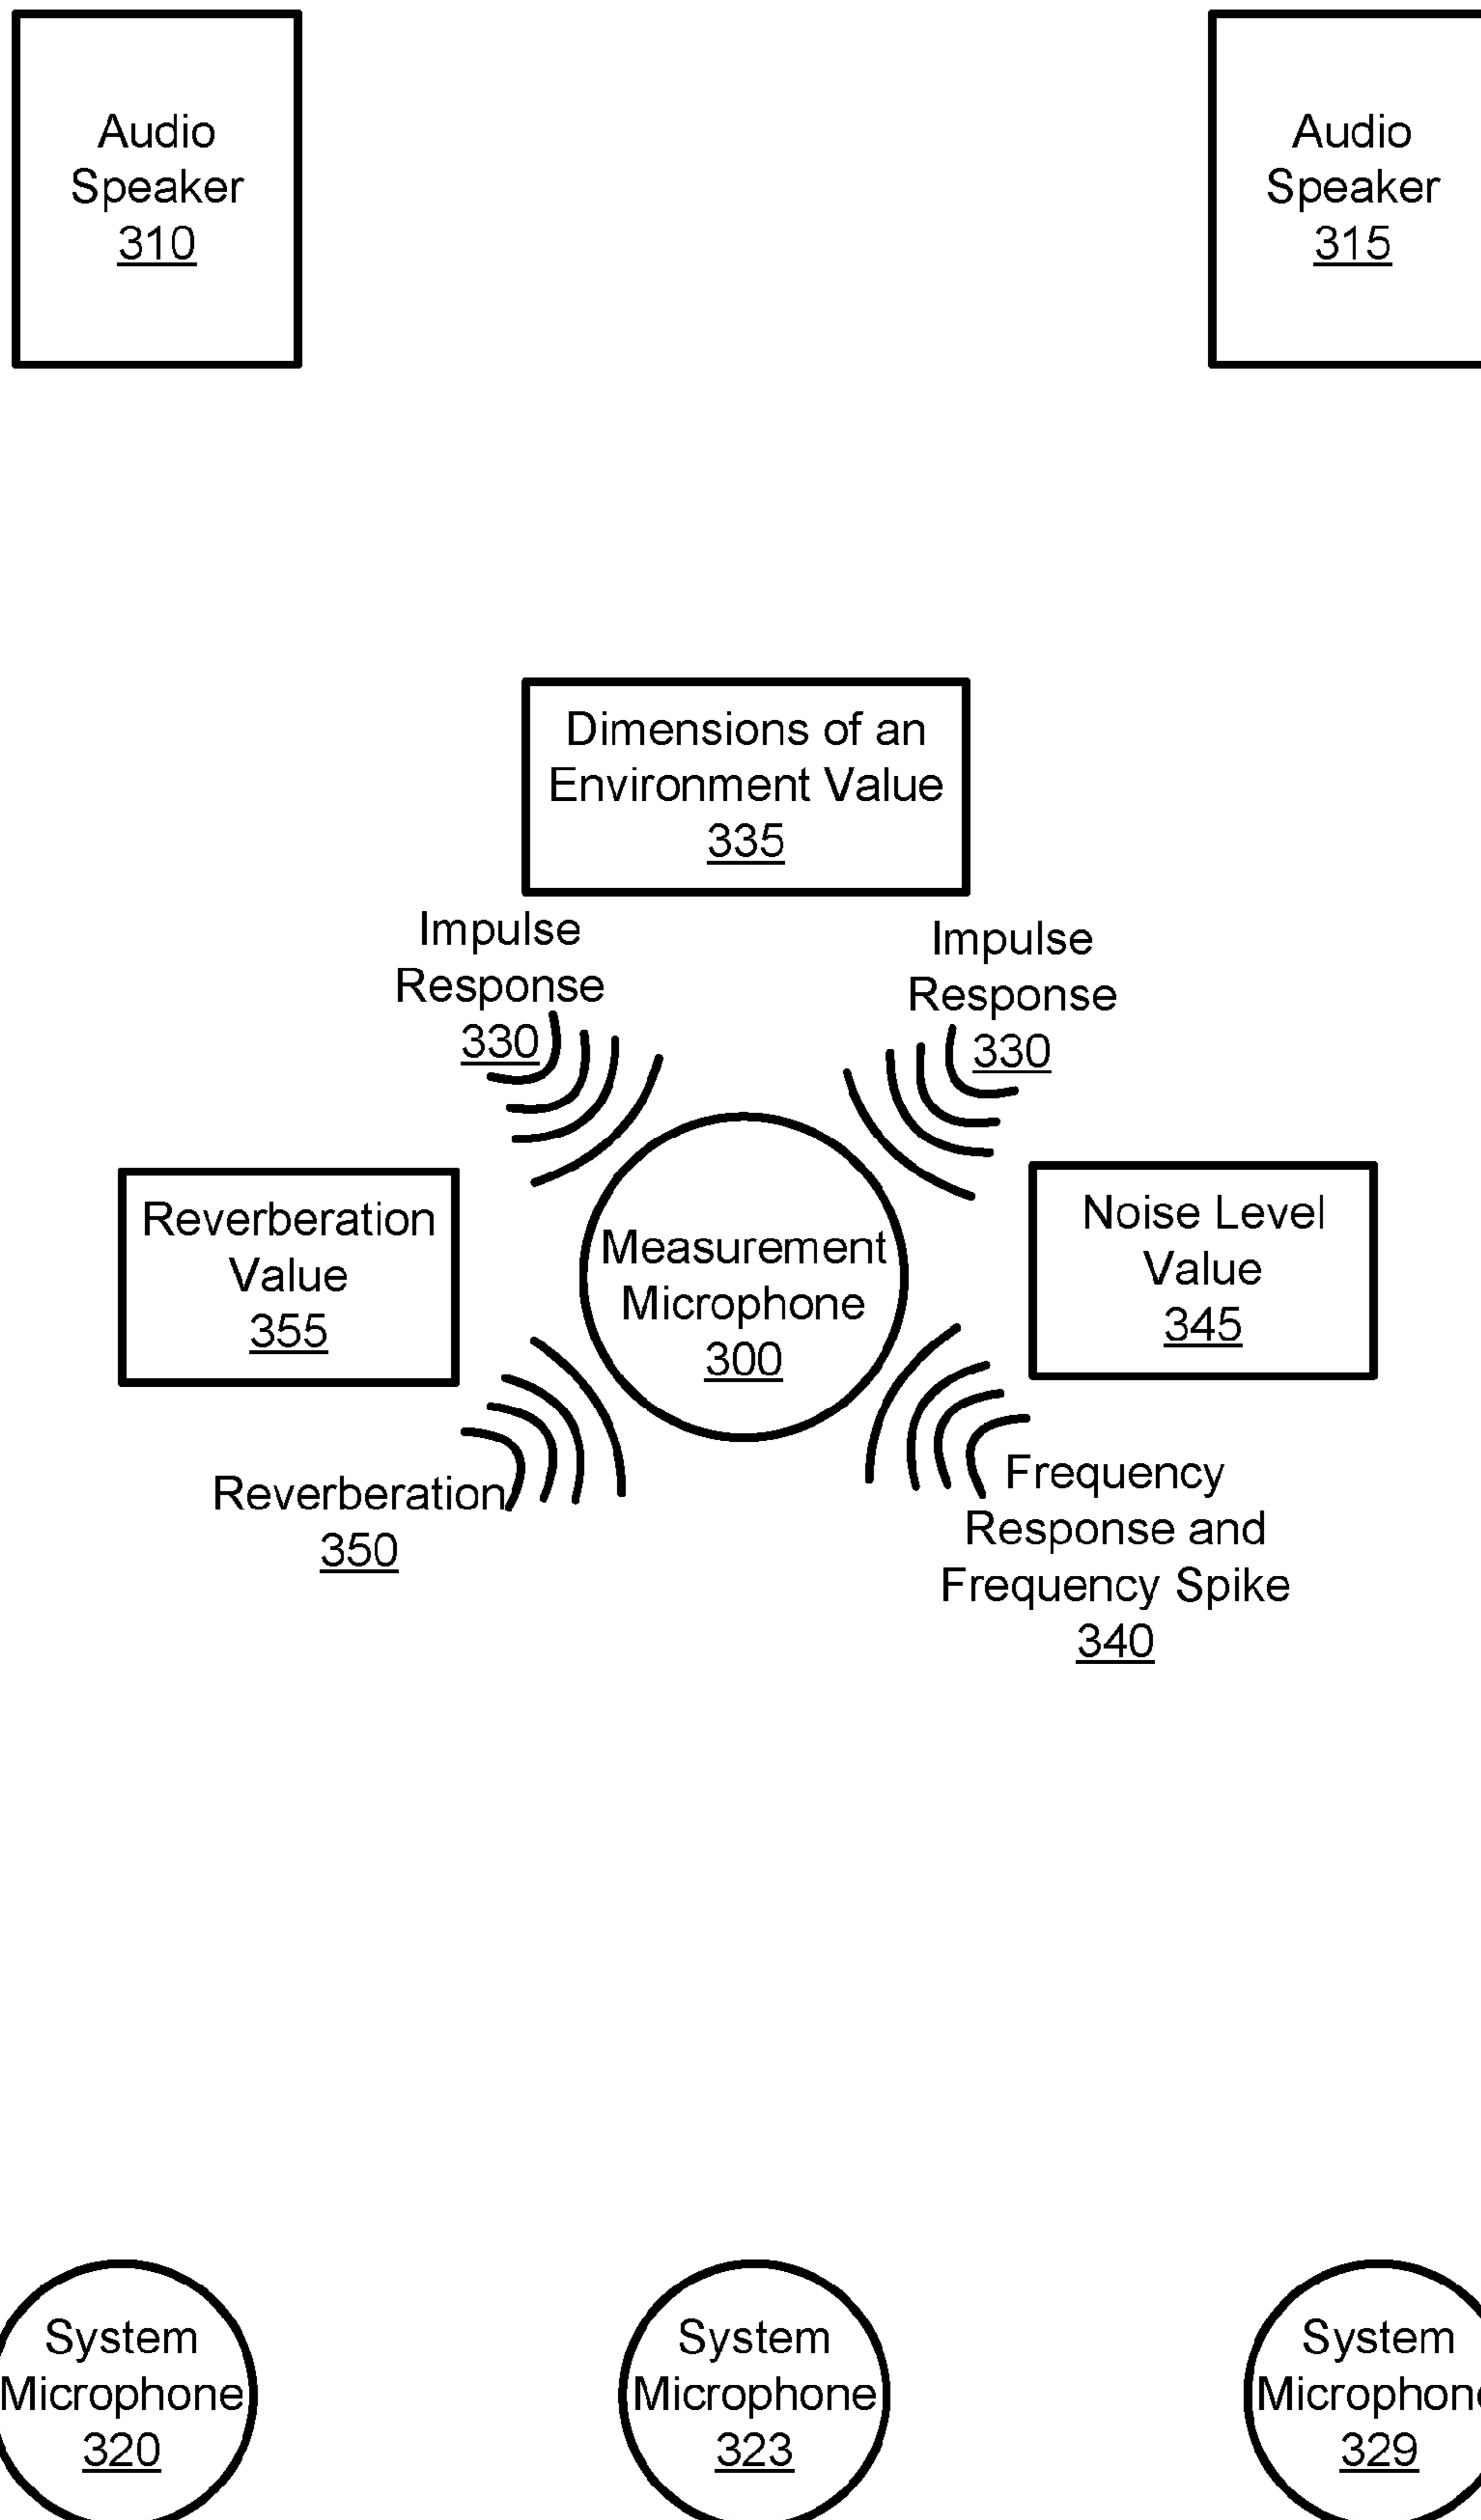 Audio
Speaker
310
Audio
Speaker
315
Dimensions of an
Environment Value
335
Impulse
Response
330
Impulse
Response
330
Reverberation
Value
355
Measurement
Microphone
300
Noise Level
Value
345
Reverberation
350
Frequency
Response and
Frequency Spike
340
System
Microphone
320
System
Microphone
323
System
Microphone
329